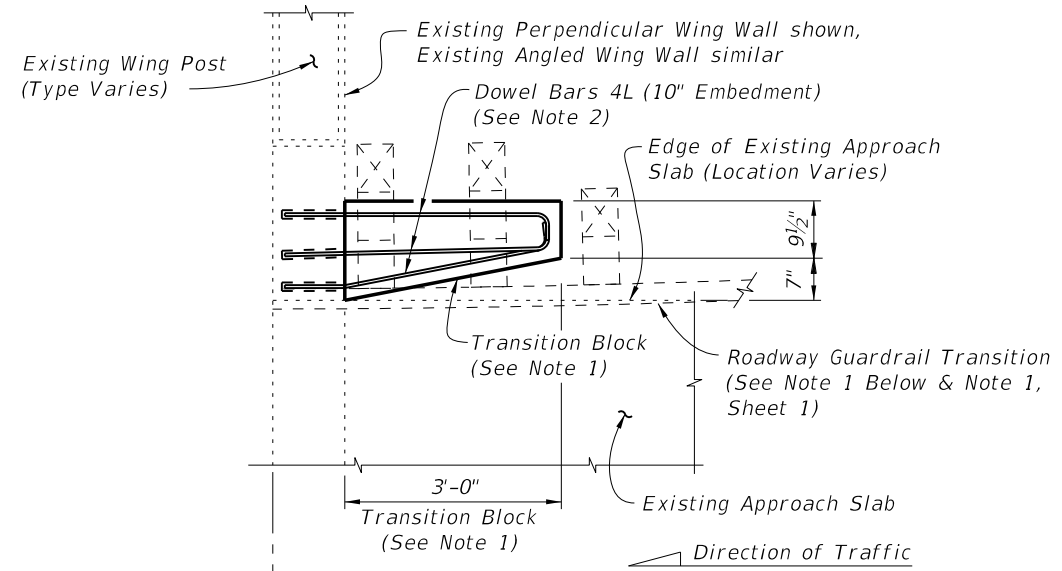 Existing Perpendicular Wing Wall shown,
Existing Angled Wing Wall similar
Existing Wing Post
(Type Varies)
Dowel Bars 4L (10" Embedment)
(See Note 2)
Edge of Existing Approach
Slab (Location Varies)
9½"
7"
Transition Block
(See Note 1)
Roadway Guardrail Transition
(See Note 1 Below & Note 1,
Sheet 1)
3'-0"
Transition Block
(See Note 1)
Existing Approach Slab
Direction of Traffic